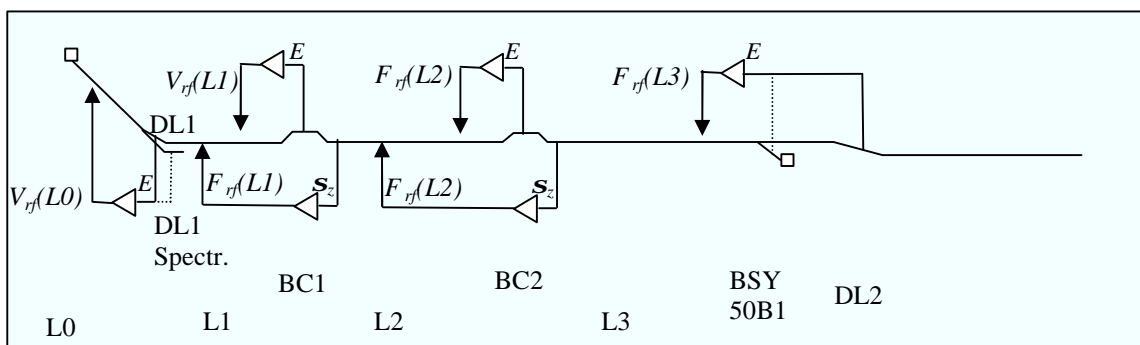 E
V_rf(L1)
E
F_rf(L2)
E
F_rf(L3)
DL1
V_rf(L0)
E
F_rf(L1)
s_z
F_rf(L2)
s_z
DL1
Spectr.
BC1
BC2
BSY
50B1
DL2
L0
L1
L2
L3